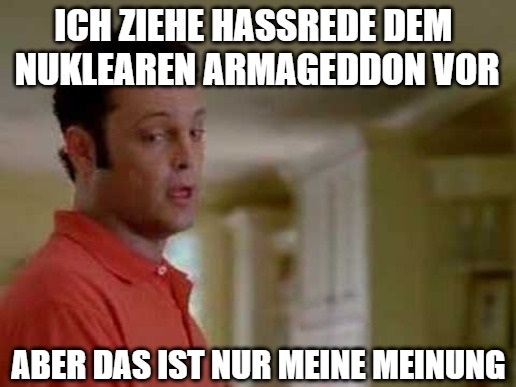 ICH ZIEHE HASSREDE DEM
NUKLEAREN ARMAGEDDON VOR
ABER DAS IST NUR MEINE MEINUNG